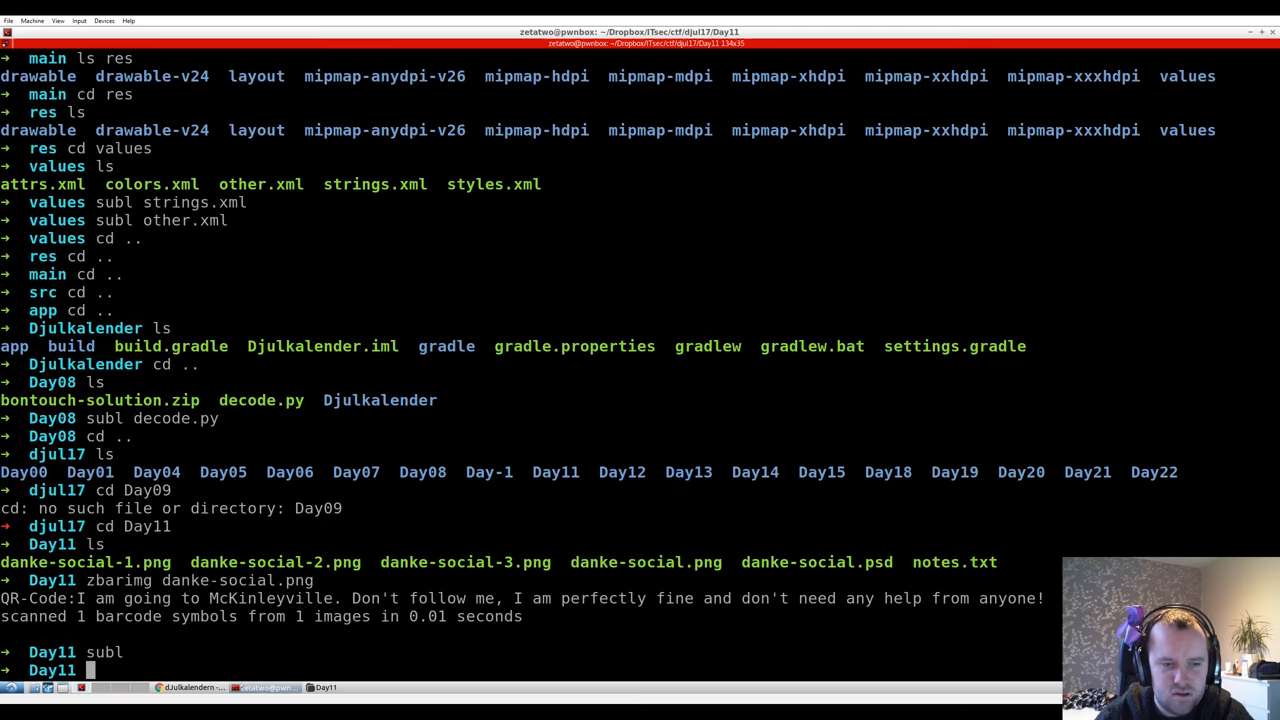 File Machine View Input Devices Help
zetatwo@pwnbox: ~/Dropbox/ITsec/ctf/djul17/Day11
zetatwo@pwnbox: ~/Dropbox/ITsec/ctf/djul17/Day11 134x35
➜ main ls res
drawable drawable-v24 layout mipmap-anydpi-v26 mipmap-hdpi mipmap-mdpi mipmap-xhdpi mipmap-xxhdpi mipmap-xxxhdpi values
➜ main cd res
➜ res ls
drawable drawable-v24 layout mipmap-anydpi-v26 mipmap-hdpi mipmap-mdpi mipmap-xhdpi mipmap-xxhdpi mipmap-xxxhdpi values
➜ res cd values
➜ values ls
attrs.xml colors.xml other.xml strings.xml styles.xml
➜ values subl strings.xml
➜ values subl other.xml
➜ values cd ..
➜ res cd ..
➜ main cd ..
➜ src cd ..
➜ app cd ..
➜ Djulkalender ls
app build build.gradle Djulkalender.iml gradle gradle.properties gradlew gradlew.bat settings.gradle
➜ Djulkalender cd ..
➜ Day08 ls
bontouch-solution.zip decode.py Djulkalender
➜ Day08 subl decode.py
➜ Day08 cd ..
➜ djul17 ls
Day00 Day01 Day04 Day05 Day06 Day07 Day08 Day-1 Day11 Day12 Day13 Day14 Day15 Day18 Day19 Day20 Day21 Day22
➜ djul17 cd Day09
cd: no such file or directory: Day09
➜ djul17 cd Day11
➜ Day11 ls
danke-social-1.png danke-social-2.png danke-social-3.png danke-social.png danke-social.psd notes.txt
➜ Day11 zbarimg danke-social.png
QR-Code:I am going to McKinleyville. Don't follow me, I am perfectly fine and don't need any help from anyone!
scanned 1 barcode symbols from 1 images in 0.01 seconds
➜ Day11 subl
➜ Day11
dJulkalendern -... zetatwo@pwn... Day11